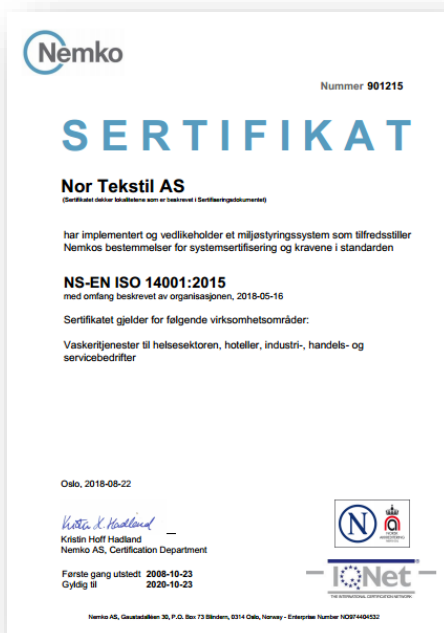 Nemko
Nummer 901215
SERTIFIKAT
Nor Tekstil AS
(Sertifikatet dekker lokalitetene som er beskrevet i Sertifiseringsdokumentet)
har implementert og vedlikeholder et miljøstyringssystem som tilfredsstiller
Nemkos bestemmelser for systemsertifisering og kravene i standarden
NS-EN ISO 14001:2015
med omfang beskrevet av organisasjonen, 2018-05-16
Sertifikatet gjelder for følgende virksomhetsområder:
Vaskeritjenester til helsesektoren, hoteller, industri-, handels- og
servicebedrifter
Oslo, 2018-08-22
Kristin Hoff Hadland
Nemko AS, Certification Department
Første gang utstedt 2008-10-23
Gyldig til 2020-10-23
N
IQNet
THE INTERNATIONAL CERTIFICATION NETWORK
Nemko AS, Gaustadalléen 30, P.O. Box 73 Blindern, 0314 Oslo, Norway - Enterprise Number NO974404532